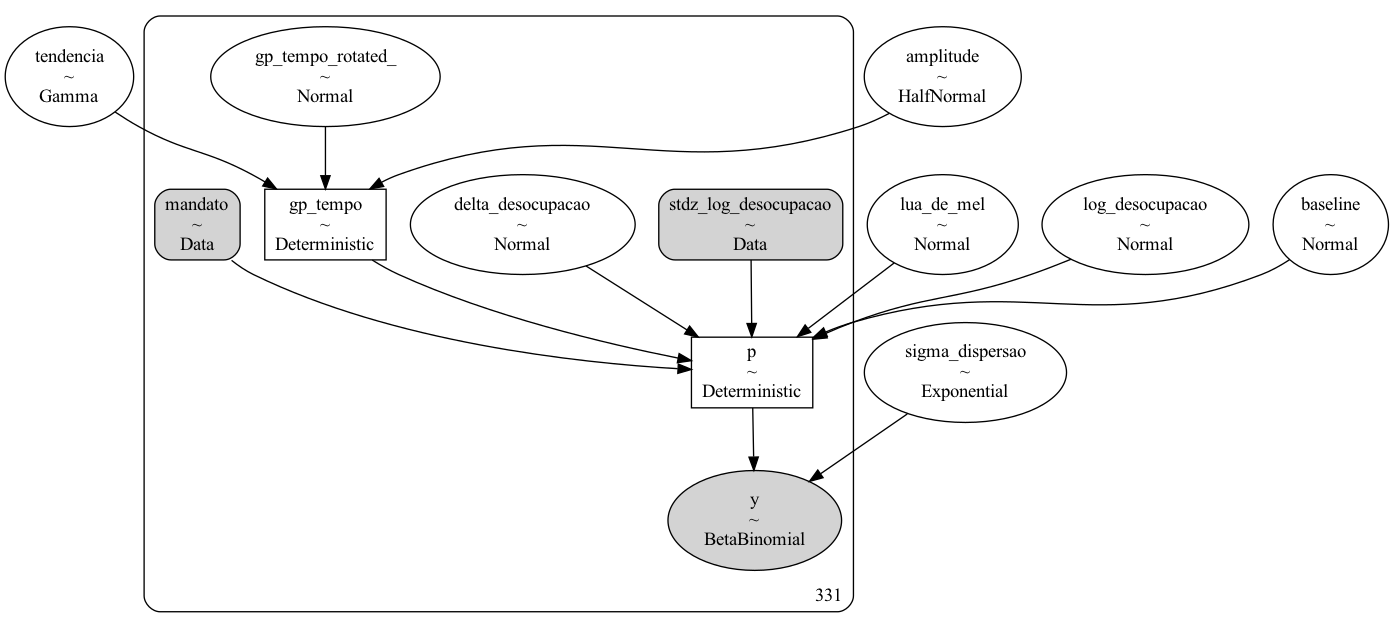 tendencia
~
Gamma
gp_tempo_rotated_
~
Normal
amplitude
~
HalfNormal
mandato
~
Data
gp_tempo
~
Deterministic
delta_desocupacao
~
Normal
stdz_log_desocupacao
~
Data
lua_de_mel
~
Normal
log_desocupacao
~
Normal
baseline
~
Normal
p
~
Deterministic
sigma_dispersao
~
Exponential
y
~
BetaBinomial
331